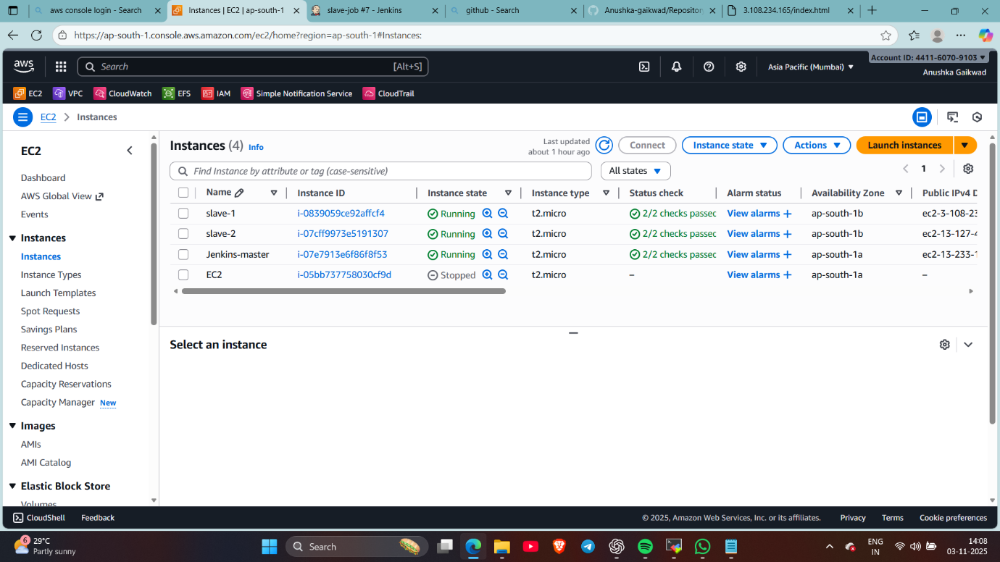 aws console login - Search
Instances | EC2 | ap-south-1
slave-job #7 - Jenkins
github - Search
Anushka-gaikwad/Repository
3.108.234.165/index.html
https://ap-south-1.console.aws.amazon.com/ec2/home?region=ap-south-1#Instances:
aws
Search [Alt+S]
Asia Pacific (Mumbai)
Account ID: 4411-6070-9103
Anushka Gaikwad
EC2 VPC CloudWatch EFS IAM Simple Notification Service CloudTrail
EC2 Instances
EC2
Dashboard
AWS Global View
Events
Instances
Instances
Instance Types
Launch Templates
Spot Requests
Savings Plans
Reserved Instances
Dedicated Hosts
Capacity Reservations
Capacity Manager New
Images
AMIs
AMI Catalog
Elastic Block Store
Volumes
Instances (4) Info
Last updated
about 1 hour ago
Connect Instance state Actions Launch instances
Find Instance by attribute or tag (case-sensitive) All states 1
Name Instance ID Instance state Instance type Status check Alarm status Availability Zone Public IPv4 D
slave-1 i-0839059ce92affcf4 Running t2.micro 2/2 checks passec View alarms + ap-south-1b ec2-3-108-23
slave-2 i-07cff9973e5191307 Running t2.micro 2/2 checks passec View alarms + ap-south-1b ec2-13-127-4
Jenkins-master i-07e7913e6f86f8f53 Running t2.micro 2/2 checks passec View alarms + ap-south-1a ec2-13-233-1
EC2 i-05bb737758030cf9d Stopped t2.micro – View alarms + ap-south-1a –
Select an instance
CloudShell Feedback © 2025, Amazon Web Services, Inc. or its affiliates. Privacy Terms Cookie preferences
6
29°C
Partly sunny
Search
ENG
IN
14:08
03-11-2025